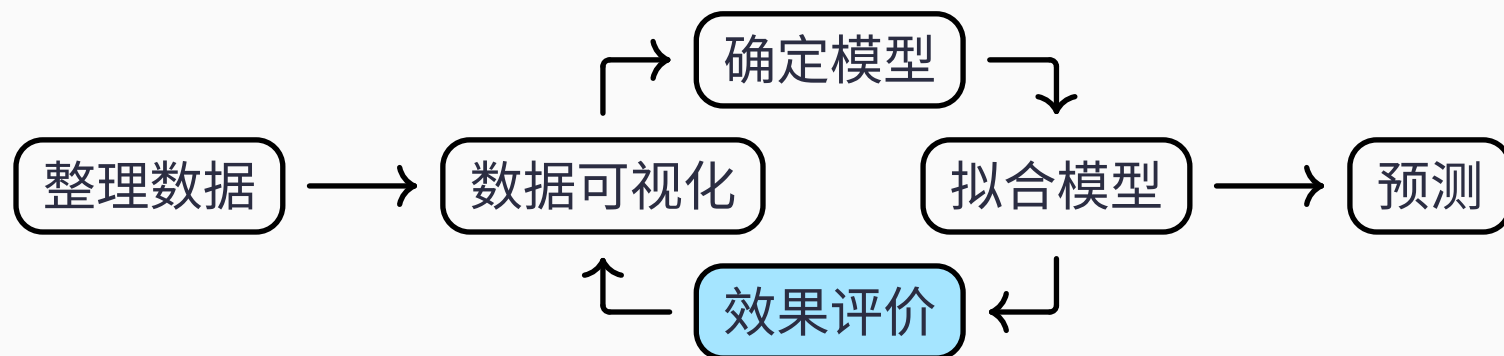 确定模型
整理数据
数据可视化
拟合模型
预测
效果评价